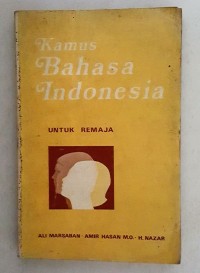 Kamus
Bahasa
Indonesia
UNTUK REMAJA
ALI MARSABAN - AMIR HASAN M.O - H. NAZAR